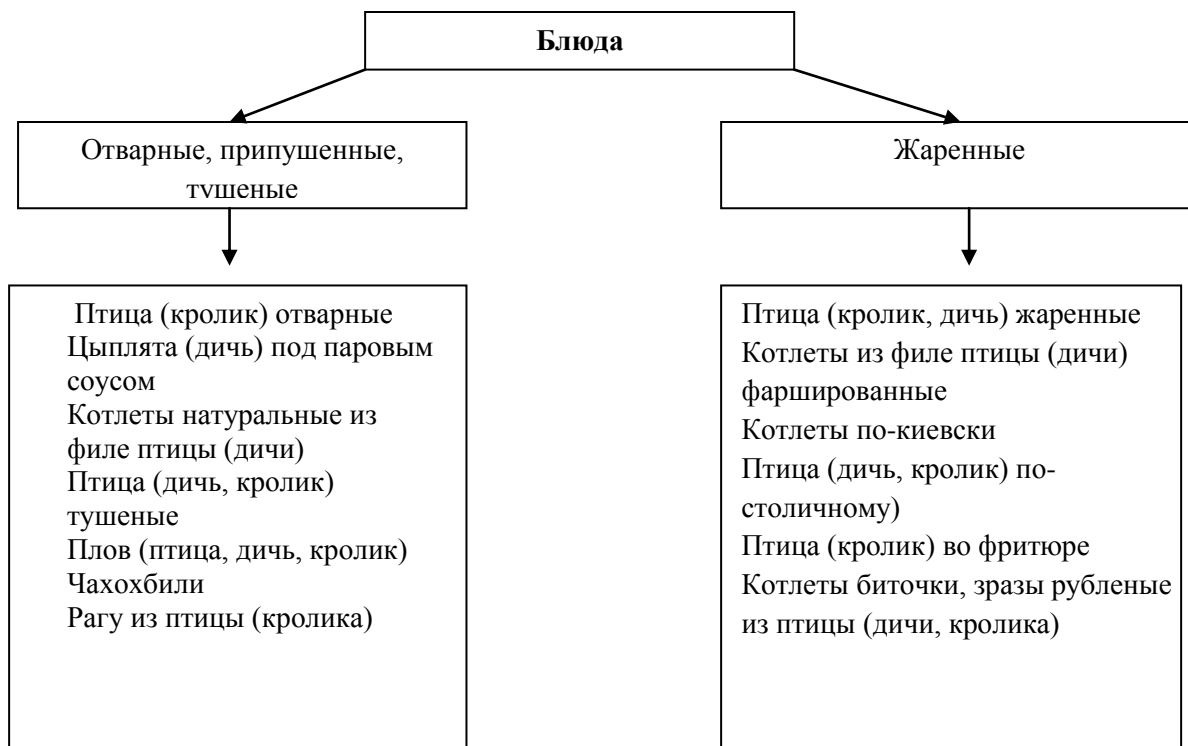 Блюда
Отварные, припушенные,
тушеные
Жаренные
Птица (кролик) отварные
Цыплята (дичь) под паровым
соусом
Котлеты натуральные из
филе птицы (дичи)
Птица (дичь, кролик)
тушеные
Плов (птица, дичь, кролик)
Чахохбили
Рагу из птицы (кролика)
Птица (кролик, дичь) жаренные
Котлеты из филе птицы (дичи)
фаршированные
Котлеты по-киевски
Птица (дичь, кролик) по-
столичному)
Птица (кролик) во фритюре
Котлеты биточки, зразы рубленые
из птицы (дичи, кролика)